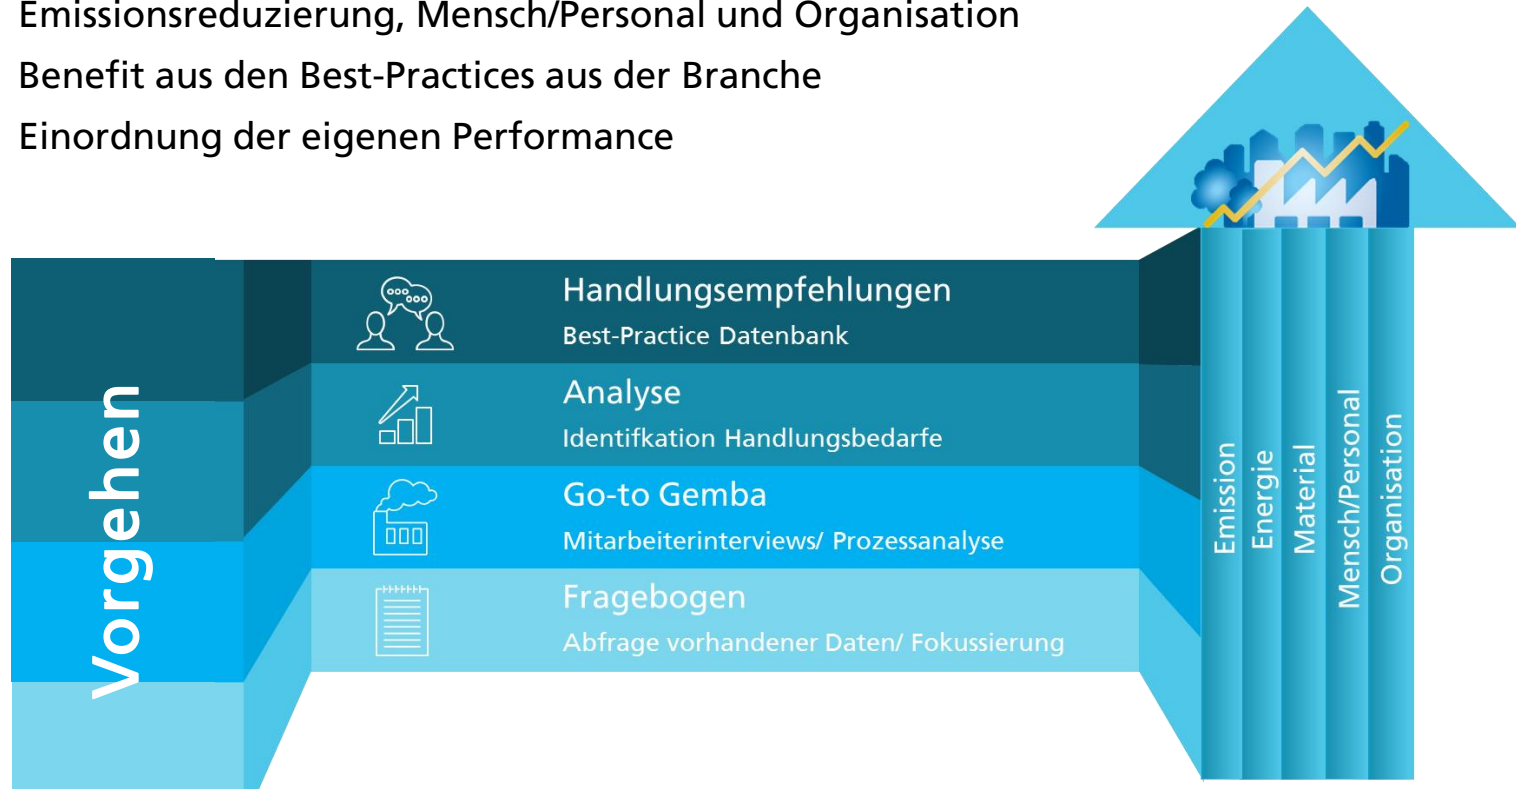 Emissionsreduzierung, Mensch/Personal und Organisation
Benefit aus den Best-Practices aus der Branche
Einordnung der eigenen Performance
Vorgehen
Handlungsempfehlungen
Best-Practice Datenbank
Analyse
Identifkation Handlungsbedarfe
Go-to Gemba
Mitarbeiterinterviews/ Prozessanalyse
Fragebogen
Abfrage vorhandener Daten/ Fokussierung
Emission
Energie
Material
Mensch/Personal
Organisation